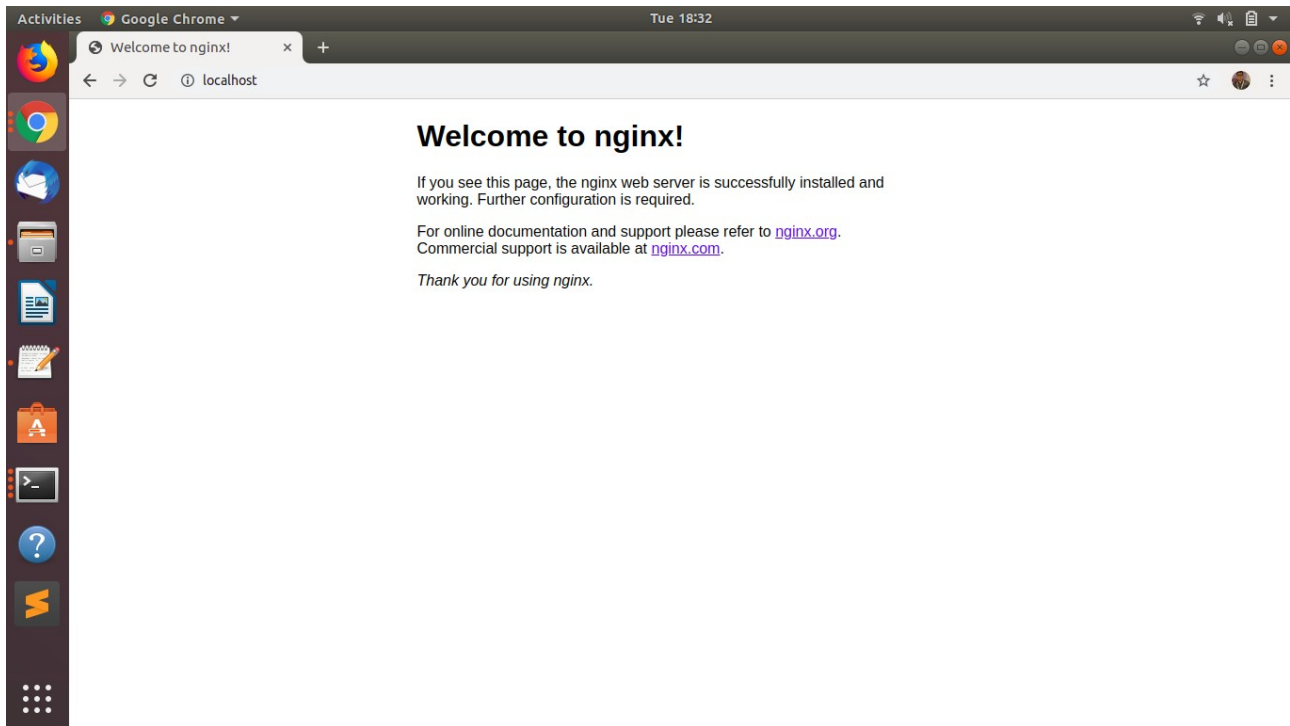 Activities Google Chrome Tue 18:32
Welcome to nginx!
localhost
Welcome to nginx!
If you see this page, the nginx web server is successfully installed and
working. Further configuration is required.
For online documentation and support please refer to nginx.org.
Commercial support is available at nginx.com.
Thank you for using nginx.